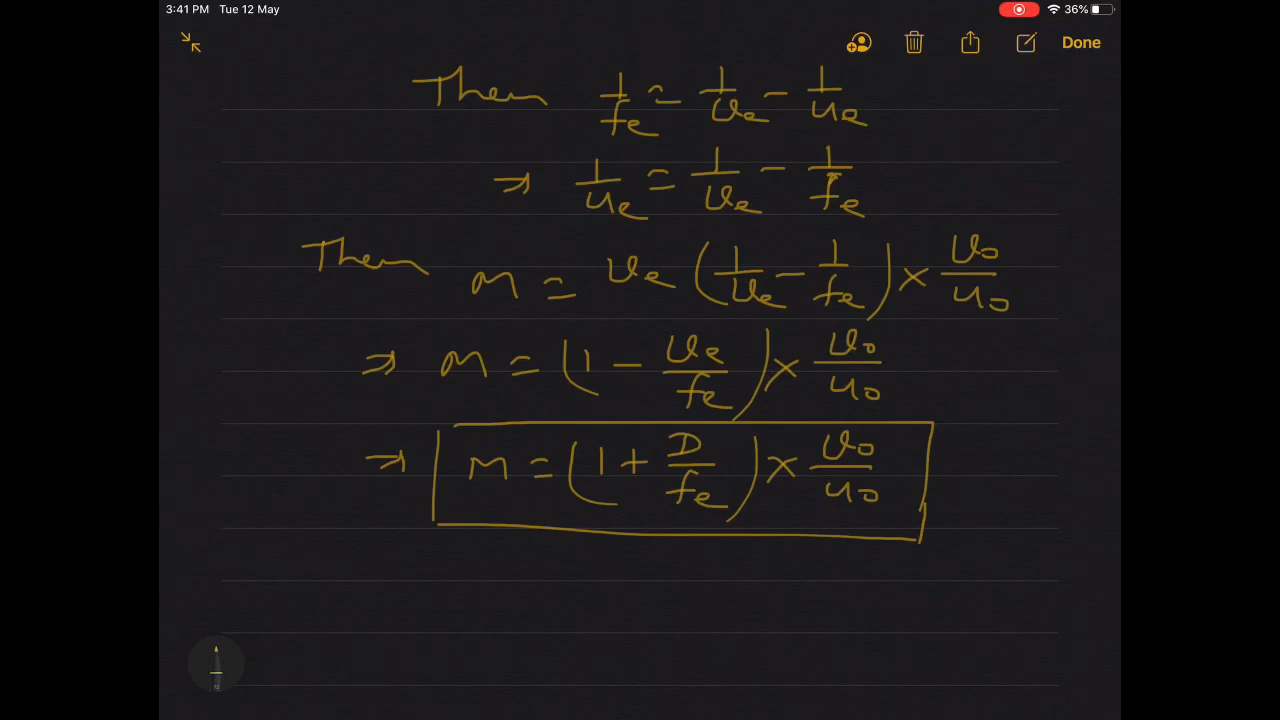 3:41 PM Tue 12 May 36%
Done
Then 1/fe = 1/ve - 1/ue
⇒ 1/ue = 1/ve - 1/fe
Then m = ve (1/ve - 1/fe) × vo/uo
⇒ m = (1 - ve/fe) × vo/uo
⇒ m = (1 + D/fe) × vo/uo